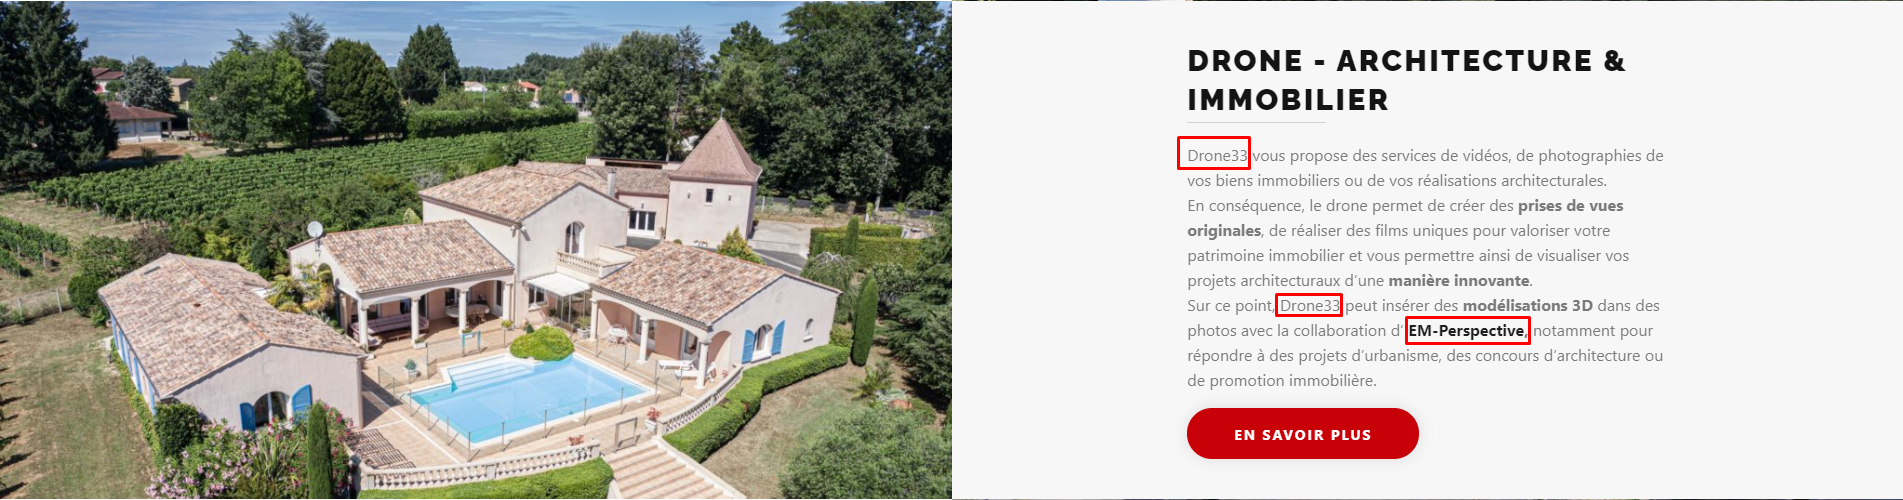 DRONE - ARCHITECTURE &
IMMOBILIER
Drone33 vous propose des services de vidéos, de photographies de
vos biens immobiliers ou de vos réalisations architecturales.
En conséquence, le drone permet de créer des prises de vues
originales, de réaliser des films uniques pour valoriser votre
patrimoine immobilier et vous permettre ainsi de visualiser vos
projets architecturaux d’une manière innovante.
Sur ce point, Drone33 peut insérer des modélisations 3D dans des
photos avec la collaboration d’ EM-Perspective, notamment pour
répondre à des projets d’urbanisme, des concours d’architecture ou
de promotion immobilière.
EN SAVOIR PLUS